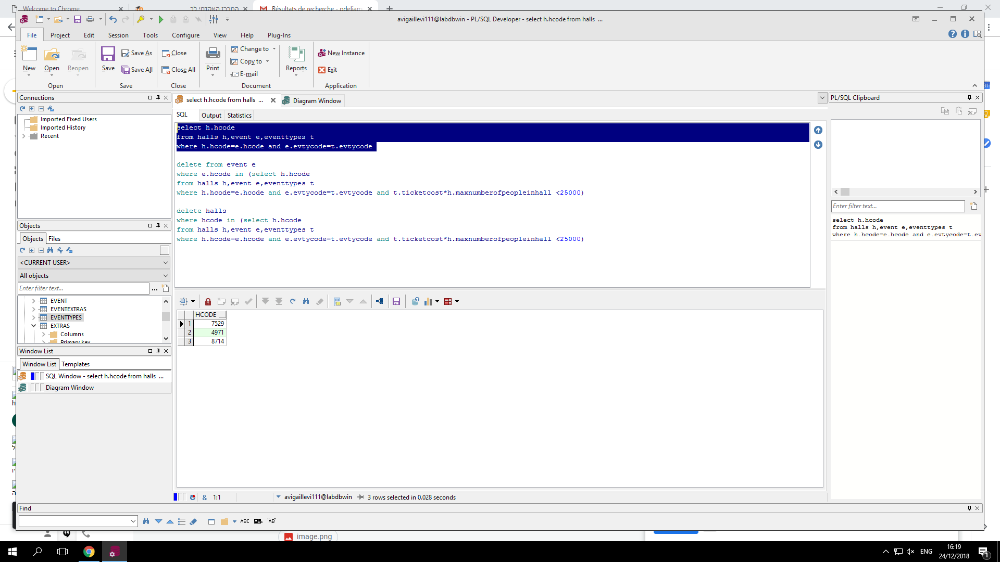 Welcome to Chrome
המרכז האקדמי לב
Résultats de recherche - odeliam
avigaillevi111@labdbwin - PL/SQL Developer - select h.hcode from halls ...
File
Project
Edit
Session
Tools
Configure
View
Help
Plug-Ins
New
Open
Reopen
Open
Save
Save As
Save All
Save
Close
Close All
Close
Print
Change to
Copy to
E-mail
Document
Reports
New Instance
Exit
Application
Connections
Imported Fixed Users
Imported History
Recent
Objects
Objects
Files
<CURRENT USER>
All objects
Enter filter text...
...
EVENT
EVENTEXTRAS
EVENTTYPES
EXTRAS
Columns
Primary key
Window List
Window List
Templates
SQL Window - select h.hcode from halls ...
Diagram Window
select h.hcode from halls ...
Diagram Window
SQL
Output
Statistics
select h.hcode
from halls h,event e,eventtypes t
where h.hcode=e.hcode and e.evtycode=t.evtycode
delete from event e
where e.hcode in (select h.hcode
from halls h,event e,eventtypes t
where h.hcode=e.hcode and e.evtycode=t.evtycode and t.ticketcost*h.maxnumberofpeopleinhall <25000)
delete halls
where hcode in (select h.hcode
from halls h,event e,eventtypes t
where h.hcode=e.hcode and e.evtycode=t.evtycode and t.ticketcost*h.maxnumberofpeopleinhall <25000)
HCODE
1 7529
2 4971
3 8714
& 1:1
avigaillevi111@labdbwin
3 rows selected in 0.028 seconds
PL/SQL Clipboard
Enter filter text...
select h.hcode
from halls h,event e,eventtypes t
where h.hcode=e.hcode and e.evtycode=t.ev
Find
ABC
"AB"
image.png
ENG
16:19
24/12/2018
1